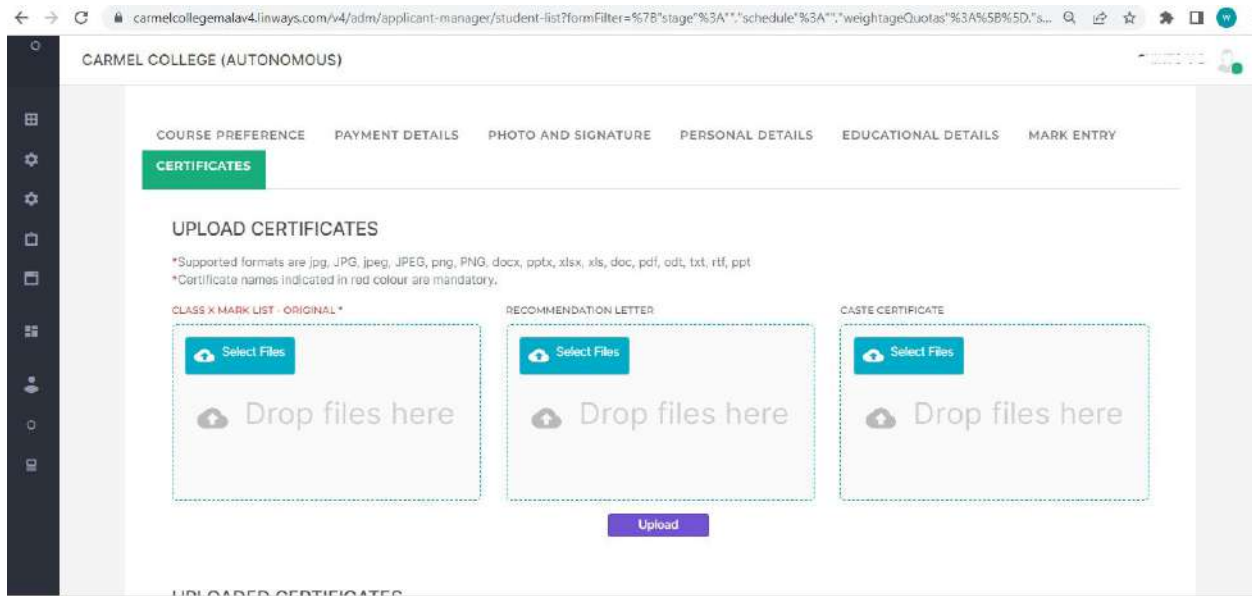 carmelcollegemalav4.linways.com/v4/adm/applicant-manager/student-list?formFilter=%7B"stage"%3A"","schedule"%3A"","weightageQuotas"%3A%5B%5D,"s...
W
CARMEL COLLEGE (AUTONOMOUS)
COURSE PREFERENCE PAYMENT DETAILS PHOTO AND SIGNATURE PERSONAL DETAILS EDUCATIONAL DETAILS MARK ENTRY
CERTIFICATES
UPLOAD CERTIFICATES
*Supported formats are jpg, JPG, jpeg, JPEG, png, PNG, docx, pptx, xlsx, xls, doc, pdf, odt, txt, rtf, ppt
*Certificate names indicated in red colour are mandatory.
CLASS X MARK LIST - ORIGINAL * RECOMMENDATION LETTER CASTE CERTIFICATE
Select Files Select Files Select Files
Drop files here Drop files here Drop files here
Upload
UPLOADED CERTIFICATES